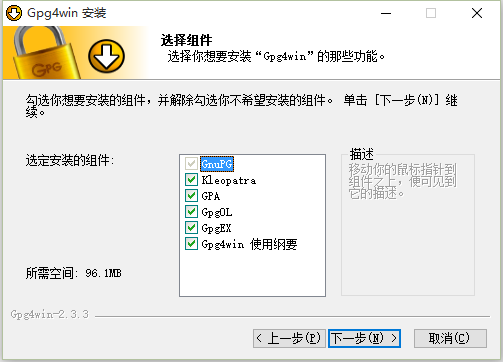 Gpg4win 安装
GPG
选择组件
选择你想要安装“Gpg4win”的那些功能。
勾选你想要安装的组件，并解除勾选你不希望安装的组件。 单击 [下一步(N)] 继
续。
选定安装的组件:
GnuPG
Kleopatra
GPA
GpgOL
GpgEX
Gpg4win 使用纲要
描述
移动你的鼠标指针到
组件之上，便可见到
它的描述。
所需空间: 96.1MB
Gpg4win-2.3.3
< 上一步(P) 下一步(N) > 取消(C)